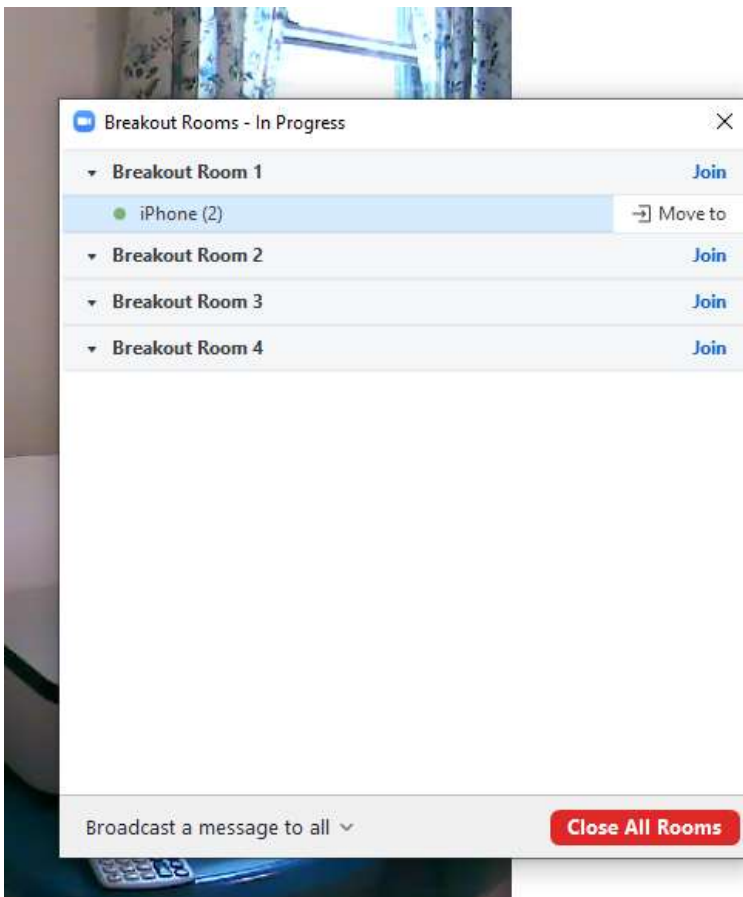 Breakout Rooms - In Progress
Breakout Room 1 Join
iPhone (2) Move to
Breakout Room 2 Join
Breakout Room 3 Join
Breakout Room 4 Join
Broadcast a message to all Close All Rooms